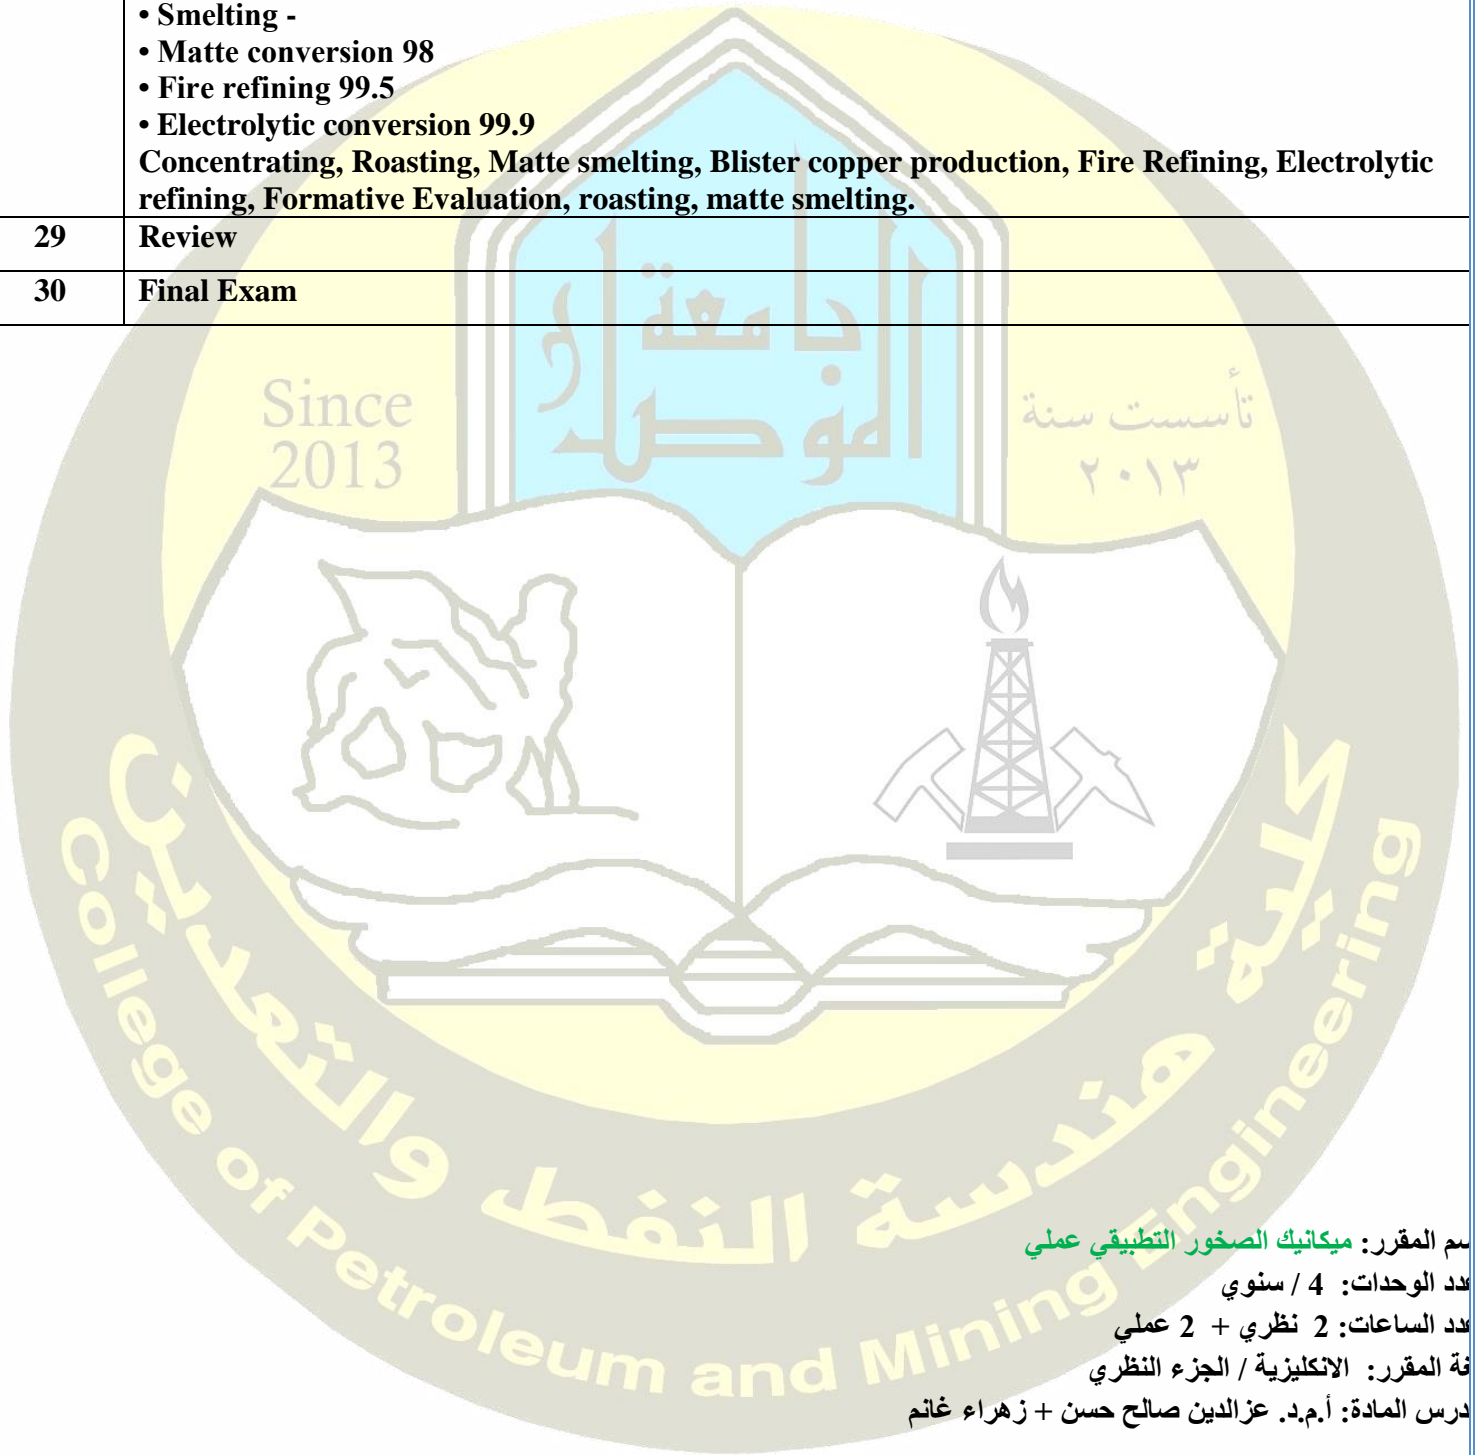 • Smelting -
• Matte conversion 98
• Fire refining 99.5
• Electrolytic conversion 99.9
Concentrating, Roasting, Matte smelting, Blister copper production, Fire Refining, Electrolytic
refining, Formative Evaluation, roasting, matte smelting.
29 Review
30 Final Exam
جامعة
الموصل
Since
2013
تأسست سنة
٢٠١٣
كلية هندسة النفط والتعدين
College of Petroleum and Mining Engineering
سم المقرر: ميكانيك الصخور التطبيقي عملي
دد الوحدات: 4 / سنوي
دد الساعات: 2 نظري + 2 عملي
غة المقرر: الانكليزية / الجزء النظري
درس المادة: أ.م.د. عزالدين صالح حسن + زهراء غانم